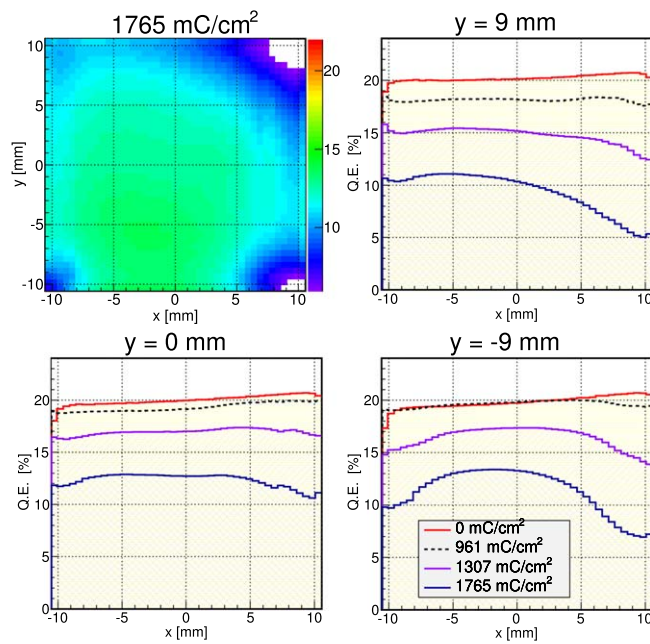 1765 mC/cm²
10
5
0
-5
-10
y [mm]
-10 -5 0 5 10
x [mm]
20
15
10
y = 9 mm
20
15
10
5
0
Q.E. [%]
-10 -5 0 5 10
x [mm]
y = 0 mm
20
15
10
5
0
Q.E. [%]
-10 -5 0 5 10
x [mm]
y = -9 mm
20
15
10
5
0
Q.E. [%]
0 mC/cm²
961 mC/cm²
1307 mC/cm²
1765 mC/cm²
-10 -5 0 5 10
x [mm]